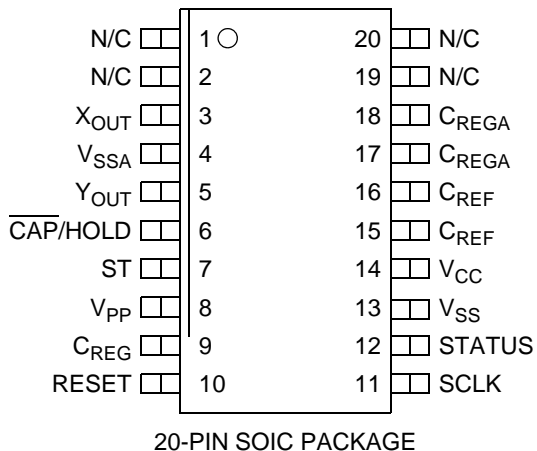 N/C 1 20 N/C
N/C 2 19 N/C
XOUT 3 18 CREGA
VSSA 4 17 CREGA
YOUT 5 16 CREF
CAP/HOLD 6 15 CREF
ST 7 14 VCC
VPP 8 13 VSS
CREG 9 12 STATUS
RESET 10 11 SCLK
20-PIN SOIC PACKAGE